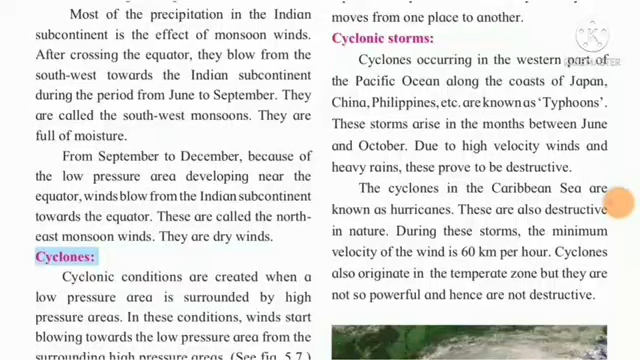 Most of the precipitation in the Indian
subcontinent is the effect of monsoon winds.
After crossing the equator, they blow from the
south-west towards the Indian subcontinent
during the period from June to September. They
are called the south-west monsoons. They are
full of moisture.
From September to December, because of
the low pressure area developing near the
equator, winds blow from the Indian subcontinent
towards the equator. These are called the north-
east monsoon winds. They are dry winds.
Cyclones:
Cyclonic conditions are created when a
low pressure area is surrounded by high
pressure areas. In these conditions, winds start
blowing towards the low pressure area from the
surrounding high pressure areas. (See fig. 5.7.)
moves from one place to another.
Cyclonic storms:
Cyclones occurring in the western part of
the Pacific Ocean along the coasts of Japan,
China, Philippines, etc. are known as ‘Typhoons’.
These storms arise in the months between June
and October. Due to high velocity winds and
heavy rains, these prove to be destructive.
The cyclones in the Caribbean Sea are
known as hurricanes. These are also destructive
in nature. During these storms, the minimum
velocity of the wind is 60 km per hour. Cyclones
also originate in the temperate zone but they are
not so powerful and hence are not destructive.